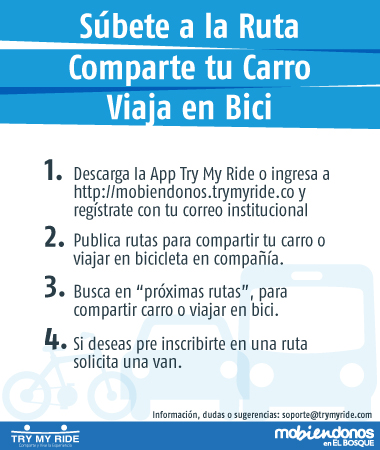 Súbete a la Ruta
Comparte tu Carro
Viaja en Bici
1. Descarga la App Try My Ride o ingresa a
http://mobiendonos.trymyride.co y
regístrate con tu correo institucional
2. Publica rutas para compartir tu carro o
viajar en bicicleta en compañía.
3. Busca en “próximas rutas”, para
compartir carro o viajar en bici.
4. Si deseas pre inscribirte en una ruta
solicita una van.
Información, dudas o sugerencias: soporte@trymyride.com
TRY MY RIDE
Comparte y Vive la Experiencia
mobiendonos
en EL BOSQUE